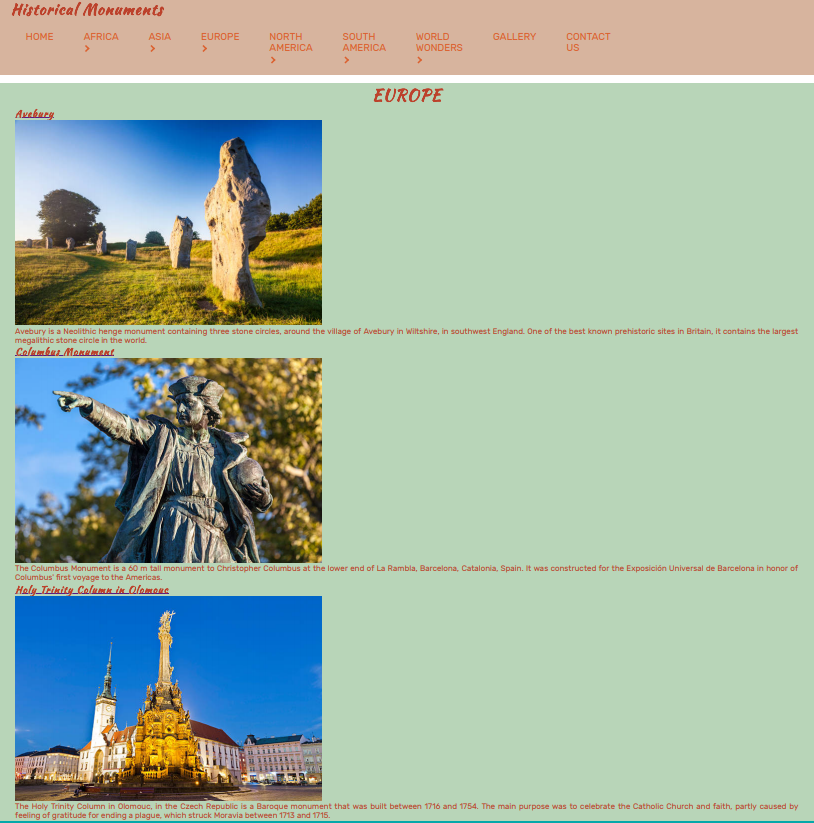 Historical Monuments
HOME AFRICA ASIA EUROPE NORTH AMERICA SOUTH AMERICA WORLD WONDERS GALLERY CONTACT US
EUROPE
Avebury
Avebury is a Neolithic henge monument containing three stone circles, around the village of Avebury in Wiltshire, in southwest England. One of the best known prehistoric sites in Britain, it contains the largest
megalithic stone circle in the world.
Columbus Monument
The Columbus Monument is a 60 m tall monument to Christopher Columbus at the lower end of La Rambla, Barcelona, Catalonia, Spain. It was constructed for the Exposición Universal de Barcelona in honor of
Columbus' first voyage to the Americas.
Holy Trinity Column in Olomouc
The Holy Trinity Column in Olomouc, in the Czech Republic is a Baroque monument that was built between 1716 and 1754. The main purpose was to celebrate the Catholic Church and faith, partly caused by
feeling of gratitude for ending a plague, which struck Moravia between 1713 and 1715.